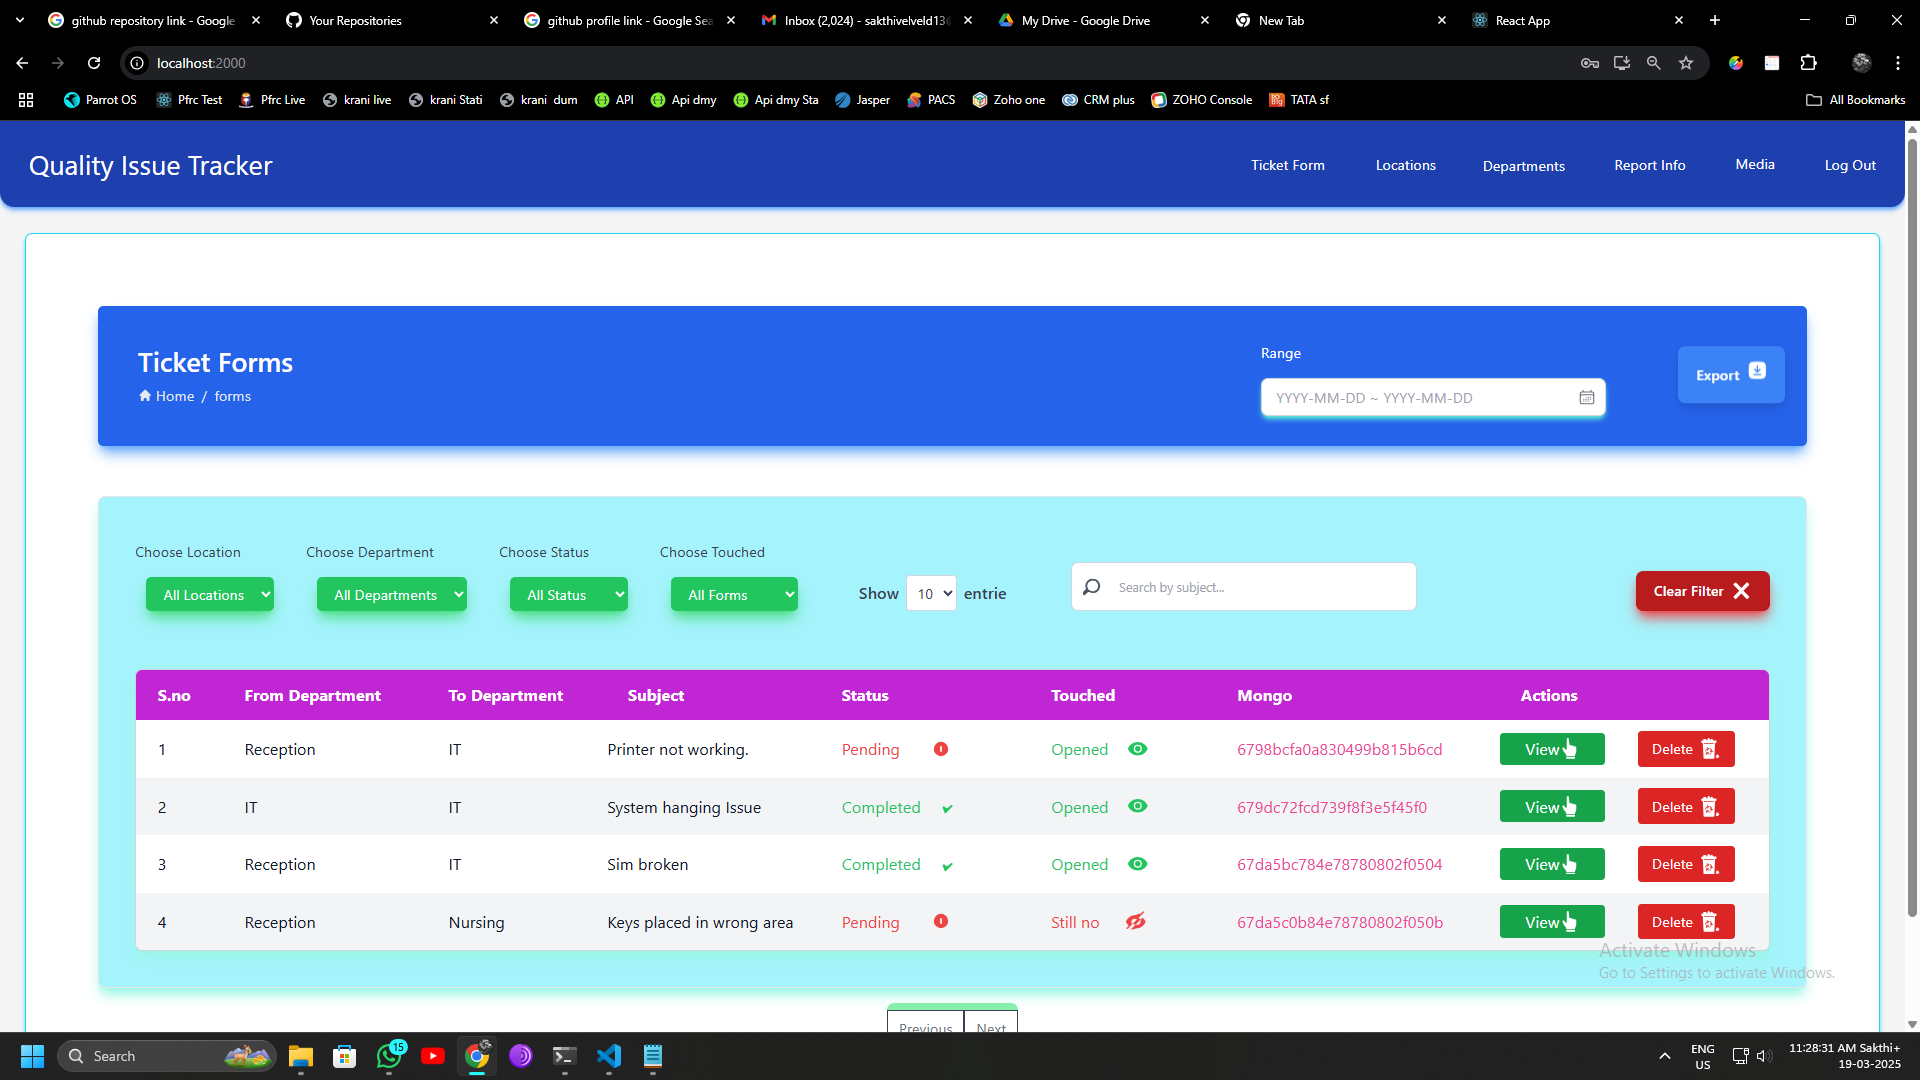 github repository link - Google
Your Repositories
github profile link - Google Sea
Inbox (2,024) - sakthivelveld13@
My Drive - Google Drive
New Tab
React App
localhost:2000
Parrot OS
Pfrc Test
Pfrc Live
krani live
krani Stati
krani dum
API
Api dmy
Api dmy Sta
Jasper
PACS
Zoho one
CRM plus
ZOHO Console
TATA sf
All Bookmarks
Quality Issue Tracker
Ticket Form
Locations
Departments
Report Info
Media
Log Out
Ticket Forms
Home / forms
Range
YYYY-MM-DD ~ YYYY-MM-DD
Export
Choose Location
Choose Department
Choose Status
Choose Touched
All Locations
All Departments
All Status
All Forms
Show 10 entrie
Search by subject...
Clear Filter
S.no From Department To Department Subject Status Touched Mongo Actions
1 Reception IT Printer not working. Pending Opened 6798bcfa0a830499b815b6cd View Delete
2 IT IT System hanging Issue Completed Opened 679dc72fcd739f8f3e5f45f0 View Delete
3 Reception IT Sim broken Completed Opened 67da5bc784e78780802f0504 View Delete
4 Reception Nursing Keys placed in wrong area Pending Still no 67da5c0b84e78780802f050b View Delete
Activate Windows
Go to Settings to activate Windows.
Previous Next
Search
15
ENG
US
11:28:31 AM Sakthi+
19-03-2025